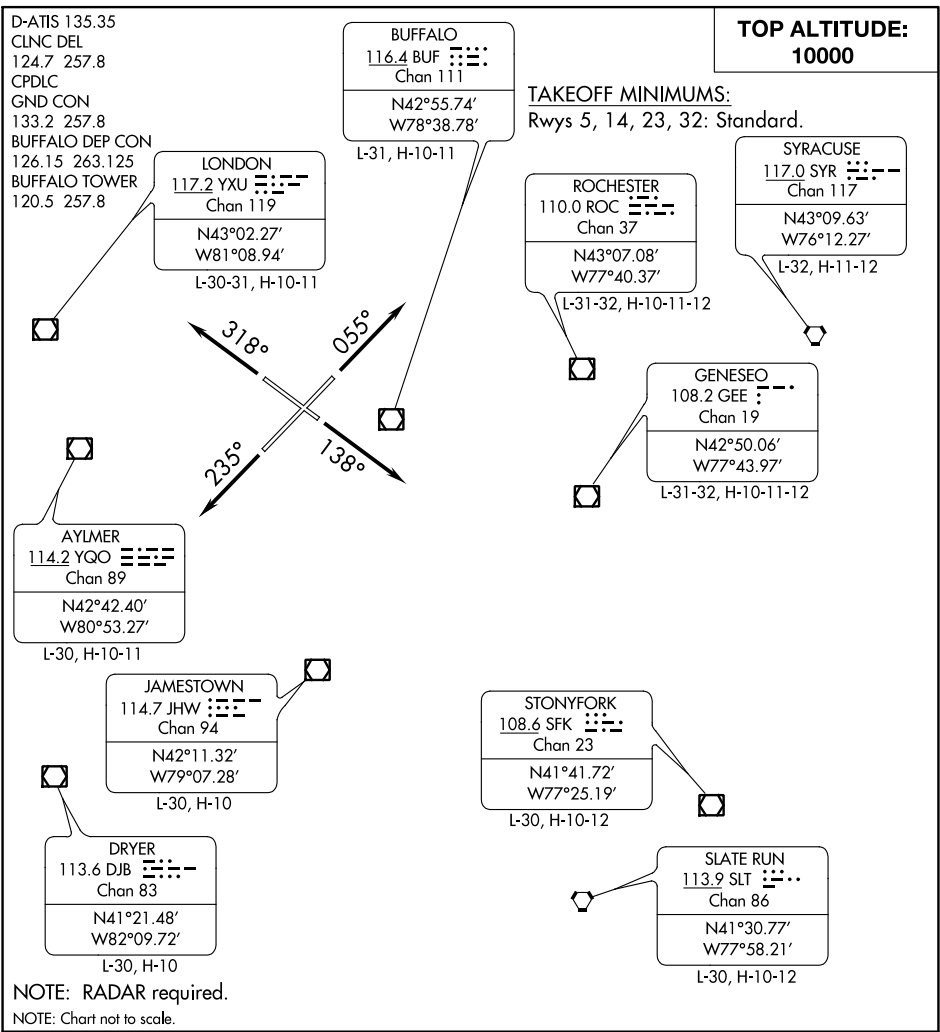 D-ATIS 135.35
CLNC DEL
124.7 257.8
CPDLC
GND CON
133.2 257.8
BUFFALO DEP CON
126.15 263.125
BUFFALO TOWER
120.5 257.8
TOP ALTITUDE:
10000
TAKEOFF MINIMUMS:
Rwys 5, 14, 23, 32: Standard.
BUFFALO
116.4 BUF
Chan 111
N42°55.74′
W78°38.78′
L-31, H-10-11
LONDON
117.2 YXU
Chan 119
N43°02.27′
W81°08.94′
L-30-31, H-10-11
ROCHESTER
110.0 ROC
Chan 37
N43°07.08′
W77°40.37′
L-31-32, H-10-11-12
SYRACUSE
117.0 SYR
Chan 117
N43°09.63′
W76°12.27′
L-32, H-11-12
318°
055°
235°
138°
GENESEO
108.2 GEE
Chan 19
N42°50.06′
W77°43.97′
L-31-32, H-10-11-12
AYLMER
114.2 YQO
Chan 89
N42°42.40′
W80°53.27′
L-30, H-10-11
JAMESTOWN
114.7 JHW
Chan 94
N42°11.32′
W79°07.28′
L-30, H-10
STONYFORK
108.6 SFK
Chan 23
N41°41.72′
W77°25.19′
L-30, H-10-12
DRYER
113.6 DJB
Chan 83
N41°21.48′
W82°09.72′
L-30, H-10
SLATE RUN
113.9 SLT
Chan 86
N41°30.77′
W77°58.21′
L-30, H-10-12
NOTE: RADAR required.
NOTE: Chart not to scale.